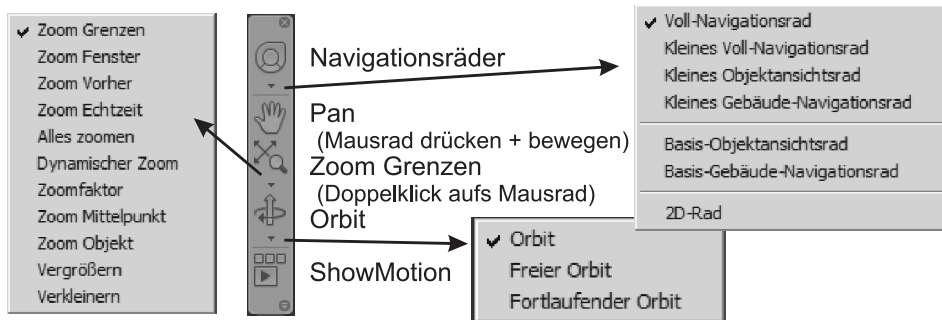 Zoom Grenzen
Zoom Fenster
Zoom Vorher
Zoom Echtzeit
Alles zoomen
Dynamischer Zoom
Zoomfaktor
Zoom Mittelpunkt
Zoom Objekt
Vergrößern
Verkleinern
Navigationsräder
Pan
(Mausrad drücken + bewegen)
Zoom Grenzen
(Doppelklick aufs Mausrad)
Orbit
ShowMotion
Voll-Navigationsrad
Kleines Voll-Navigationsrad
Kleines Objektansichtsrad
Kleines Gebäude-Navigationsrad
Basis-Objektansichtsrad
Basis-Gebäude-Navigationsrad
2D-Rad
Orbit
Freier Orbit
Fortlaufender Orbit